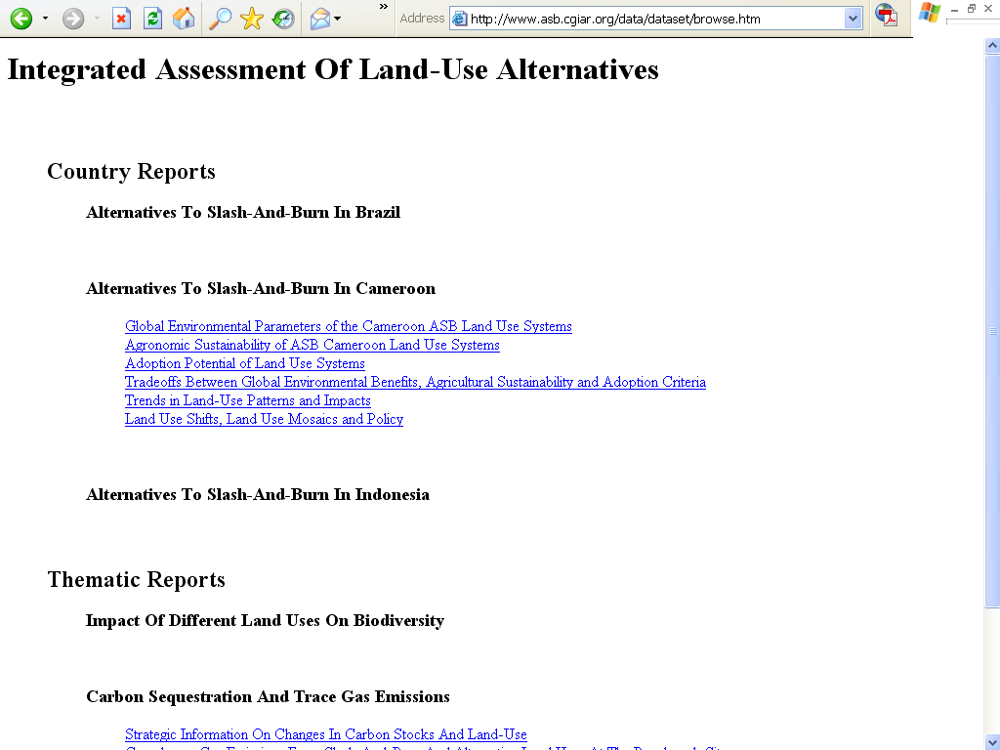 »
Address http://www.asb.cgiar.org/data/dataset/browse.htm
Integrated Assessment Of Land-Use Alternatives
Country Reports
Alternatives To Slash-And-Burn In Brazil
Alternatives To Slash-And-Burn In Cameroon
Global Environmental Parameters of the Cameroon ASB Land Use Systems
Agronomic Sustainability of ASB Cameroon Land Use Systems
Adoption Potential of Land Use Systems
Tradeoffs Between Global Environmental Benefits, Agricultural Sustainability and Adoption Criteria
Trends in Land-Use Patterns and Impacts
Land Use Shifts, Land Use Mosaics and Policy
Alternatives To Slash-And-Burn In Indonesia
Thematic Reports
Impact Of Different Land Uses On Biodiversity
Carbon Sequestration And Trace Gas Emissions
Strategic Information On Changes In Carbon Stocks And Land-Use